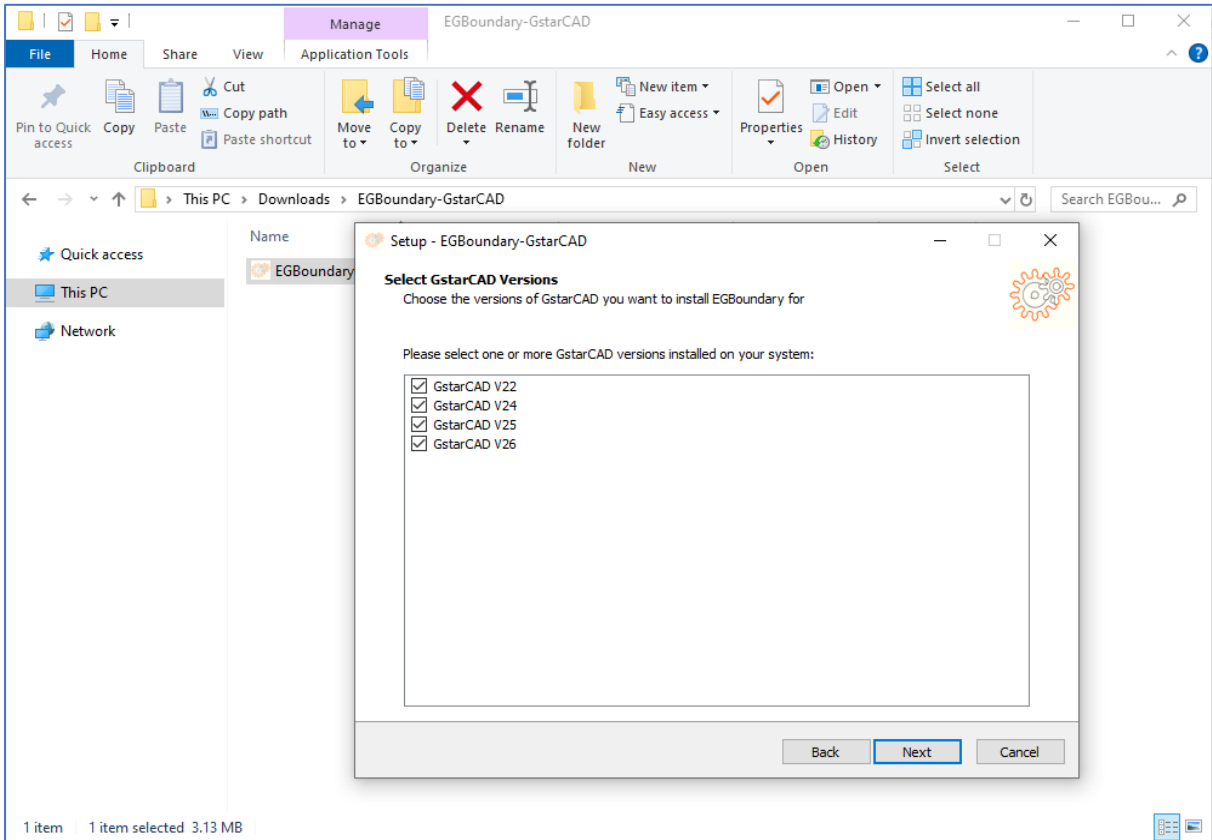 Manage
EGBoundary-GstarCAD
File
Home
Share
View
Application Tools
Pin to Quick access
Copy
Paste
Cut
Copy path
Paste shortcut
Move to
Copy to
Delete
Rename
New folder
New item
Easy access
Properties
Open
Edit
History
Select all
Select none
Invert selection
Clipboard
Organize
New
Open
Select
This PC > Downloads > EGBoundary-GstarCAD
Search EGBou...
Quick access
This PC
Network
Name
EGBoundary
Setup - EGBoundary-GstarCAD
Select GstarCAD Versions
Choose the versions of GstarCAD you want to install EGBoundary for
Please select one or more GstarCAD versions installed on your system:
GstarCAD V22
GstarCAD V24
GstarCAD V25
GstarCAD V26
Back
Next
Cancel
1 item
1 item selected 3.13 MB